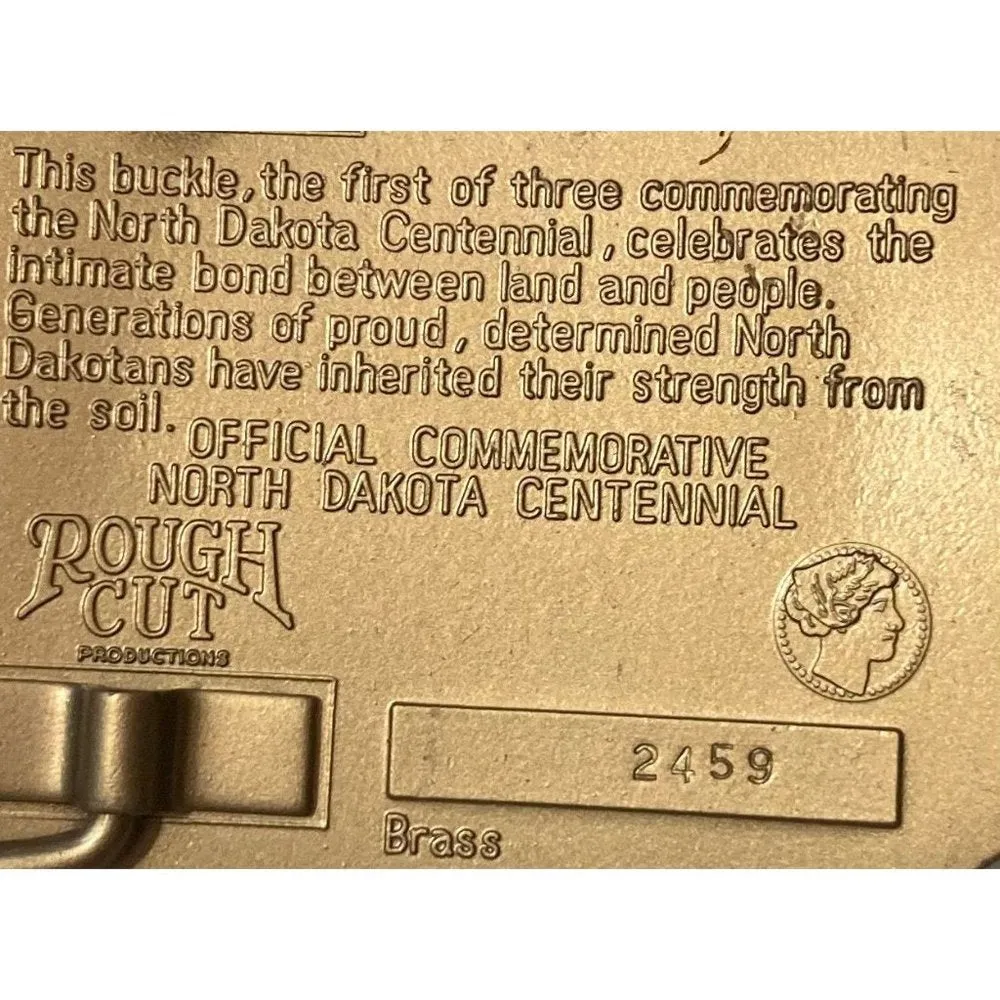 This buckle, the first of three commemorating
the North Dakota Centennial, celebrates the
intimate bond between land and people.
Generations of proud, determined North
Dakotans have inherited their strength from
the soil.
OFFICIAL COMMEMORATIVE
NORTH DAKOTA CENTENNIAL
ROUGH
CUT
PRODUCTIONS
2459
Brass